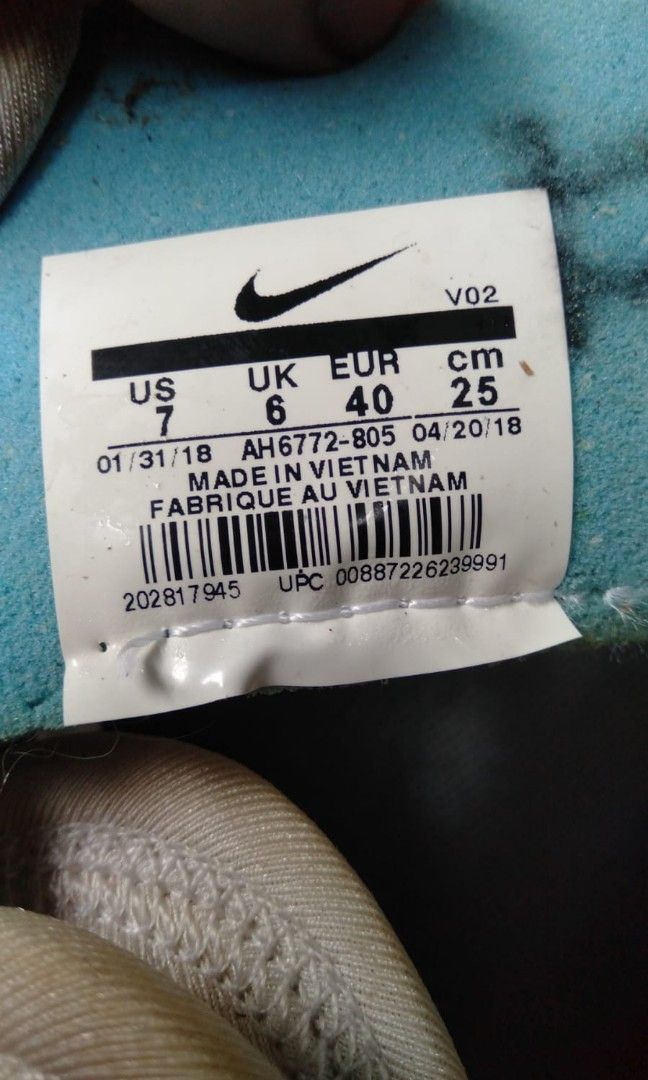 V02
US UK EUR cm
7 6 40 25
01/31/18 AH6772-805 04/20/18
MADE IN VIETNAM
FABRIQUE AU VIETNAM
202817945 UPC 00887226239991